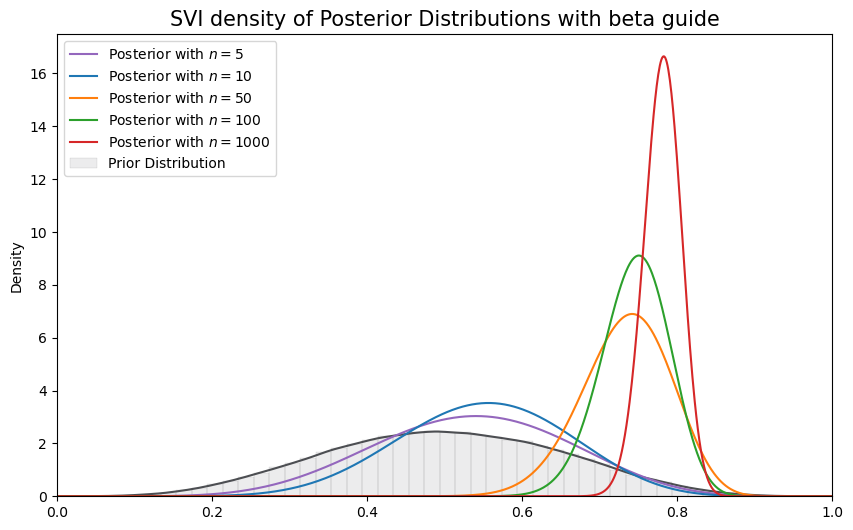 SVI density of Posterior Distributions with beta guide
Posterior with n = 5
Posterior with n = 10
Posterior with n = 50
Posterior with n = 100
Posterior with n = 1000
Prior Distribution
Density
16
14
12
10
8
6
4
2
0
0.0 0.2 0.4 0.6 0.8 1.0